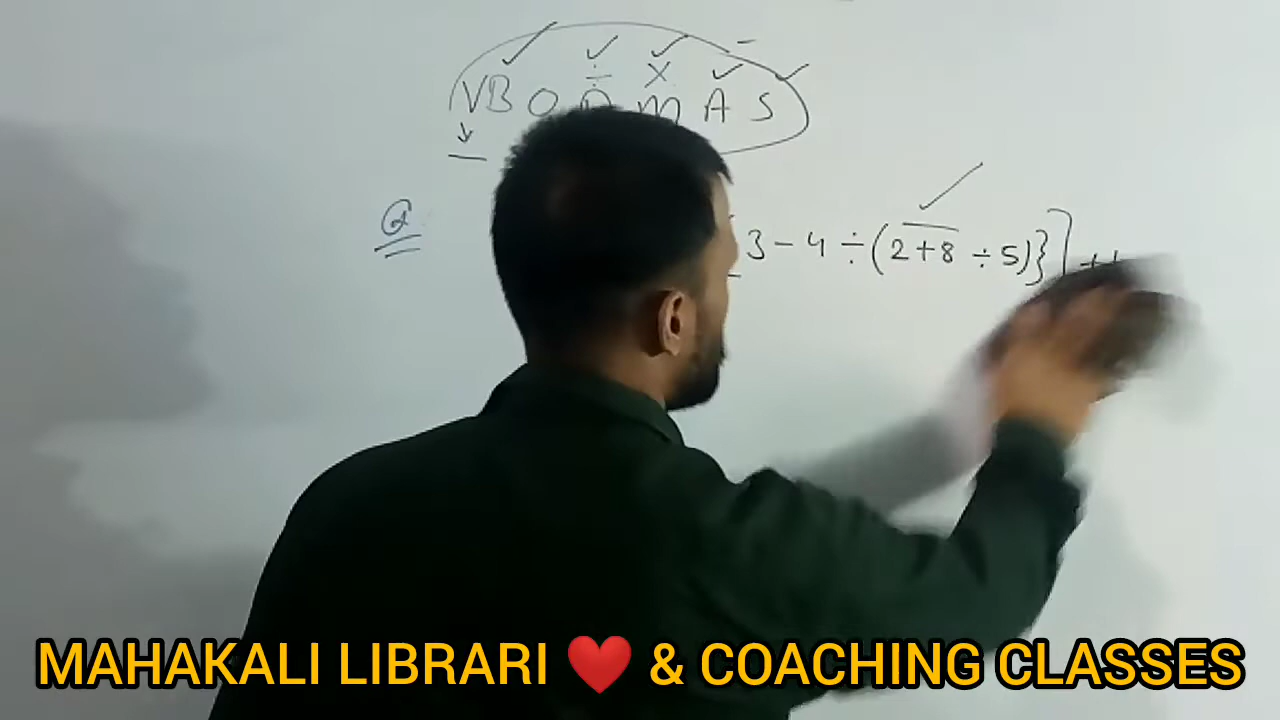 ÷ × -
VBODMAS
Q
3 - 4 ÷ (2 + 8 ÷ 5)}] +
MAHAKALI LIBRARI ❤️ & COACHING CLASSES